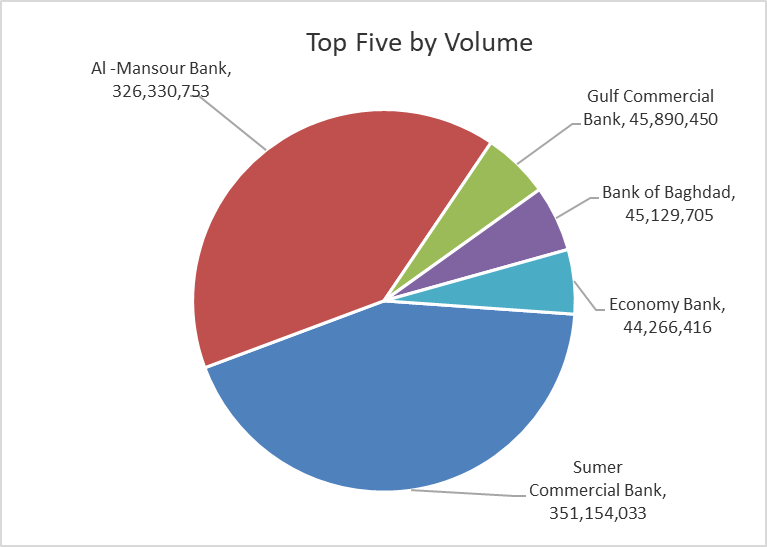 Top Five by Volume
Al -Mansour Bank,
326,330,753
Gulf Commercial
Bank, 45,890,450
Bank of Baghdad,
45,129,705
Economy Bank,
44,266,416
Sumer
Commercial Bank,
351,154,033